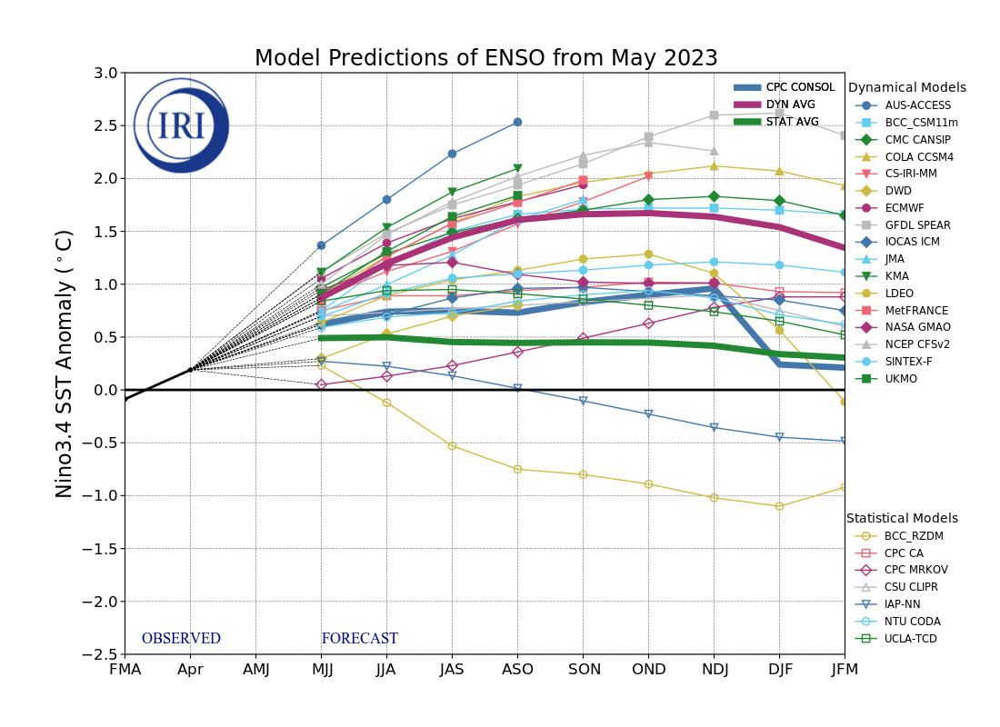 Model Predictions of ENSO from May 2023
Nino3.4 SST Anomaly (°C)
3.0
2.5
2.0
1.5
1.0
0.5
0.0
−0.5
−1.0
−1.5
−2.0
−2.5
IRI
CPC CONSOL
DYN AVG
STAT AVG
OBSERVED
FORECAST
FMA
Apr
AMJ
MJJ
JJA
JAS
ASO
SON
OND
NDJ
DJF
JFM
Dynamical Models
AUS-ACCESS
BCC_CSM11m
CMC CANSIP
COLA CCSM4
CS-IRI-MM
DWD
ECMWF
GFDL SPEAR
IOCAS ICM
JMA
KMA
LDEO
MetFRANCE
NASA GMAO
NCEP CFSv2
SINTEX-F
UKMO
Statistical Models
BCC_RZDM
CPC CA
CPC MRKOV
CSU CLIPR
IAP-NN
NTU CODA
UCLA-TCD